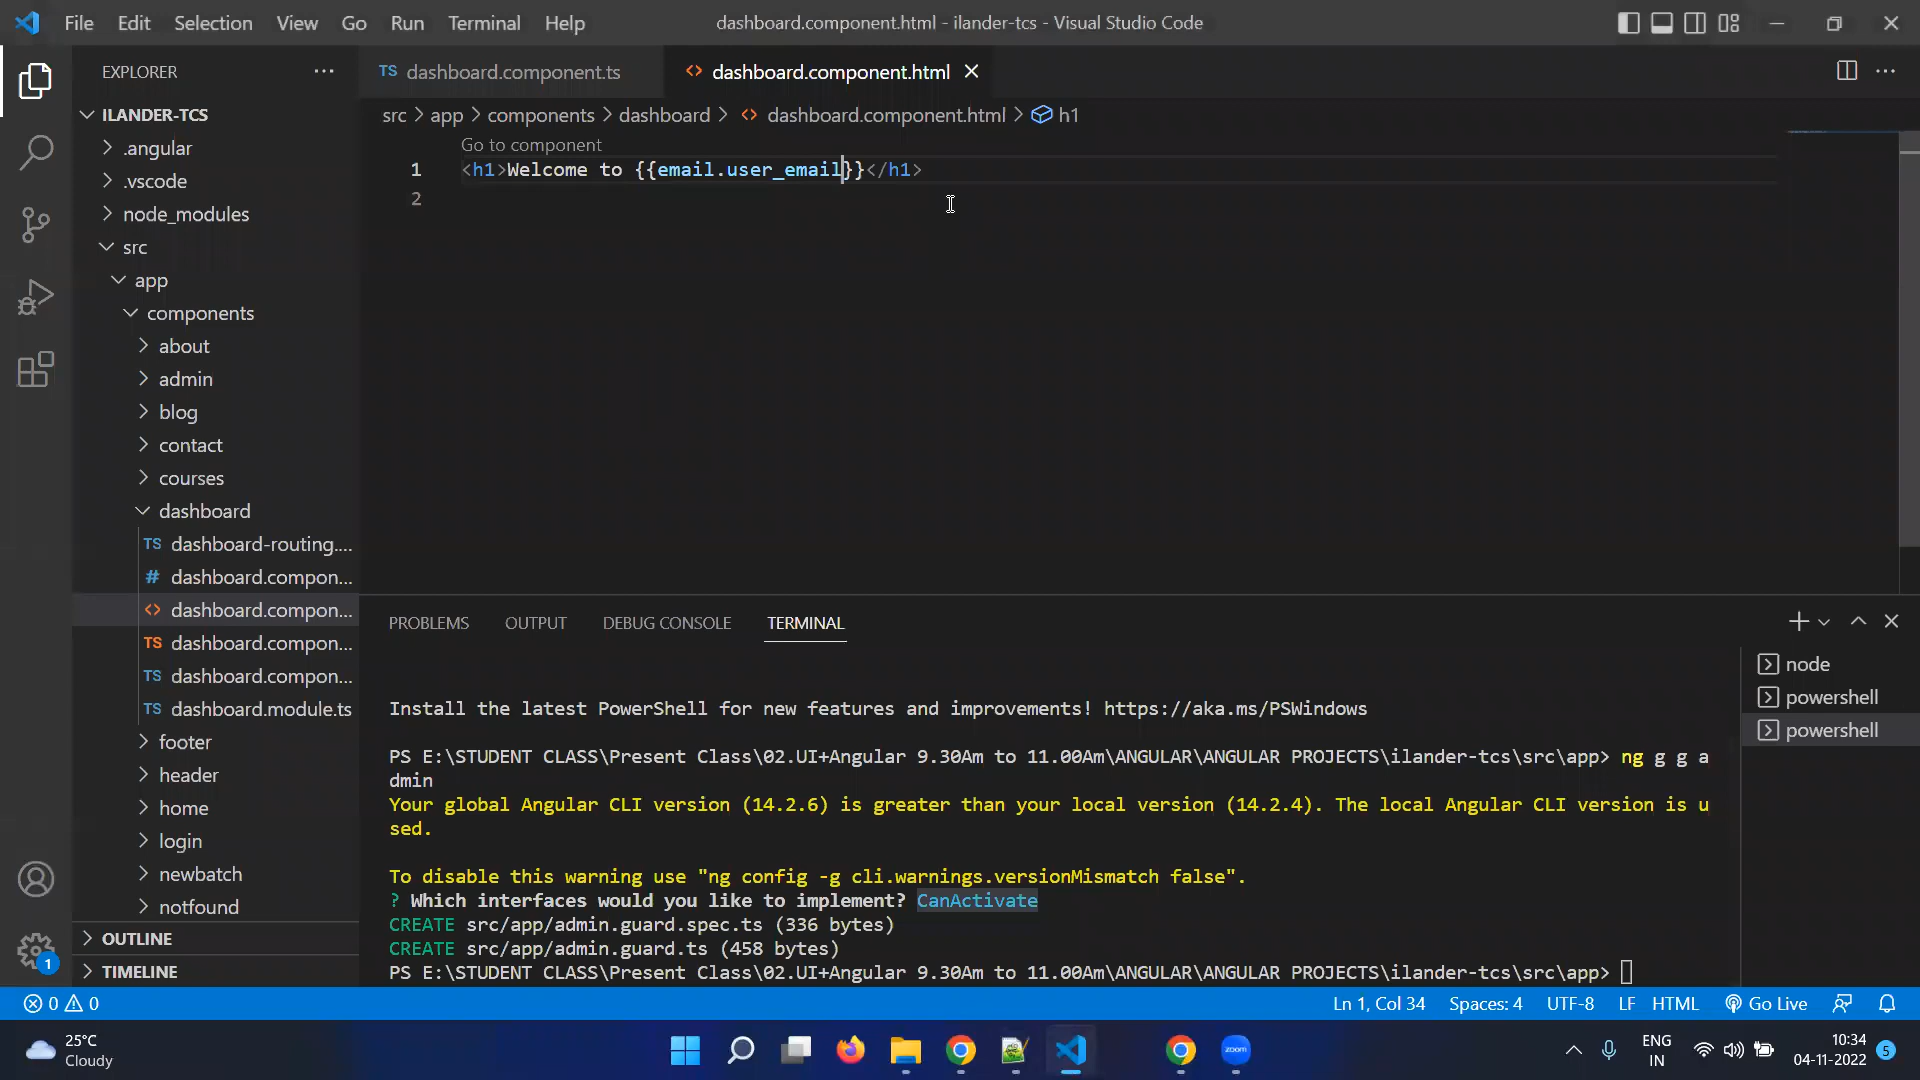 File Edit Selection View Go Run Terminal Help
dashboard.component.html - ilander-tcs - Visual Studio Code
EXPLORER
ILANDER-TCS
.angular
.vscode
node_modules
src
app
components
about
admin
blog
contact
courses
dashboard
dashboard-routing....
# dashboard.compon...
<> dashboard.compon...
TS dashboard.compon...
TS dashboard.compon...
TS dashboard.module.ts
footer
header
home
login
newbatch
notfound
OUTLINE
TIMELINE
TS dashboard.component.ts
<> dashboard.component.html
src > app > components > dashboard > <> dashboard.component.html > h1
Go to component
1 <h1>Welcome to {{email.user_email}}</h1>
2
PROBLEMS OUTPUT DEBUG CONSOLE TERMINAL
Install the latest PowerShell for new features and improvements! https://aka.ms/PSWindows
PS E:\STUDENT CLASS\Present Class\02.UI+Angular 9.30Am to 11.00Am\ANGULAR\ANGULAR PROJECTS\ilander-tcs\src\app> ng g g a
dmin
Your global Angular CLI version (14.2.6) is greater than your local version (14.2.4). The local Angular CLI version is u
sed.
To disable this warning use "ng config -g cli.warnings.versionMismatch false".
? Which interfaces would you like to implement? CanActivate
CREATE src/app/admin.guard.spec.ts (336 bytes)
CREATE src/app/admin.guard.ts (458 bytes)
PS E:\STUDENT CLASS\Present Class\02.UI+Angular 9.30Am to 11.00Am\ANGULAR\ANGULAR PROJECTS\ilander-tcs\src\app>
node
powershell
powershell
1
0 0
Ln 1, Col 34 Spaces: 4 UTF-8 LF HTML Go Live
25°C
Cloudy
zoom
ENG
IN
10:34
04-11-2022
5